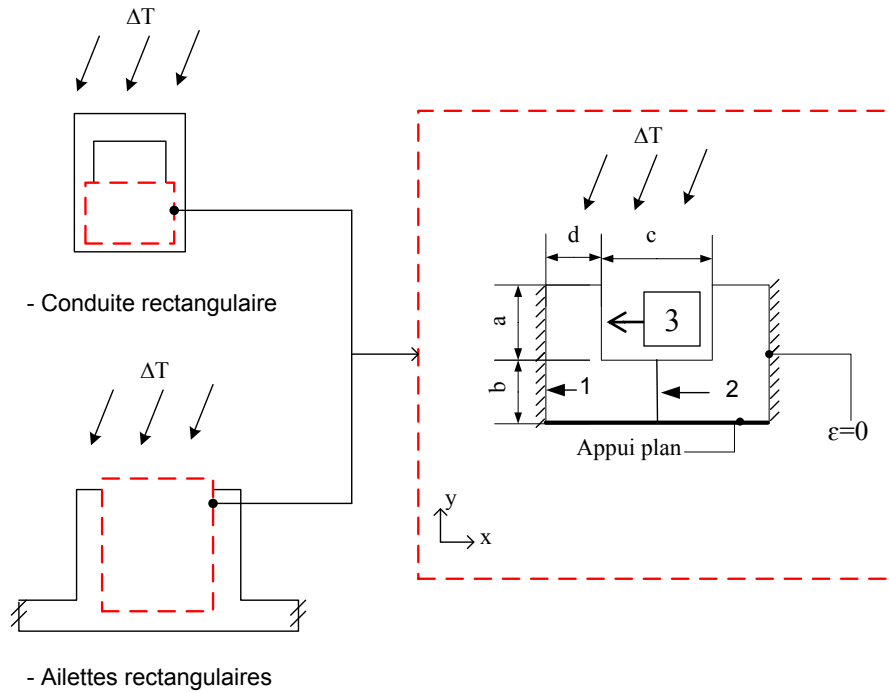 ΔT
- Conduite rectangulaire
ΔT
- Ailettes rectangulaires
ΔT
d
c
a
3
b
1
2
Appui plan
ε=0
y
x